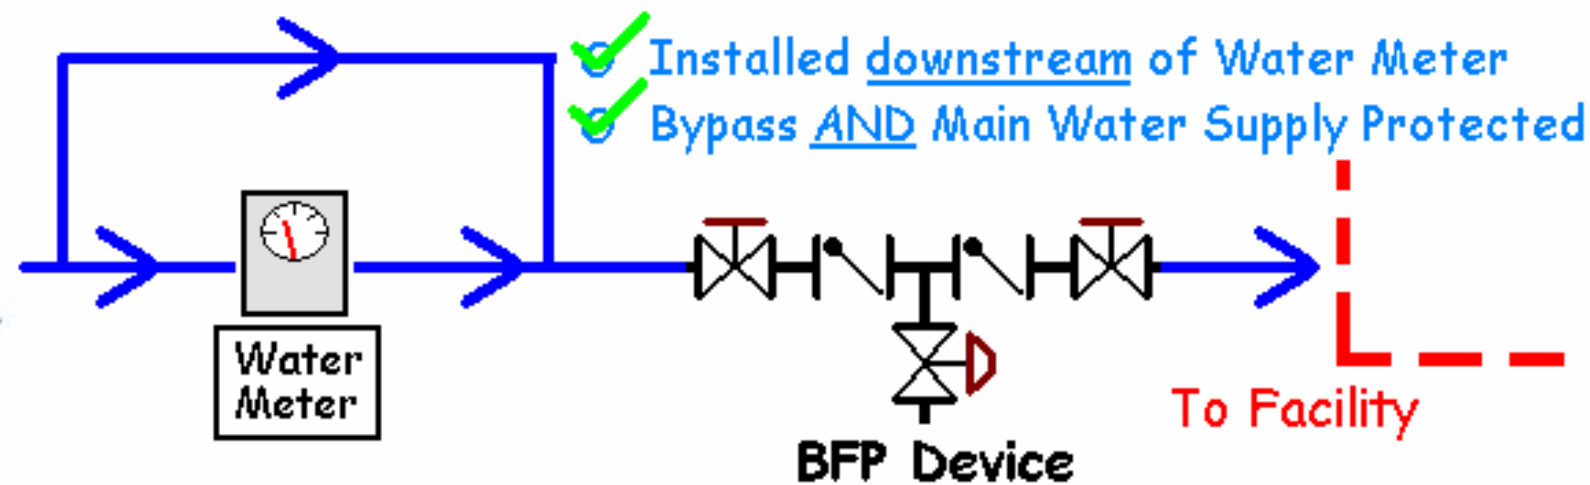 Installed downstream of Water Meter
Bypass AND Main Water Supply Protected
Water
Meter
To Facility
BFP Device